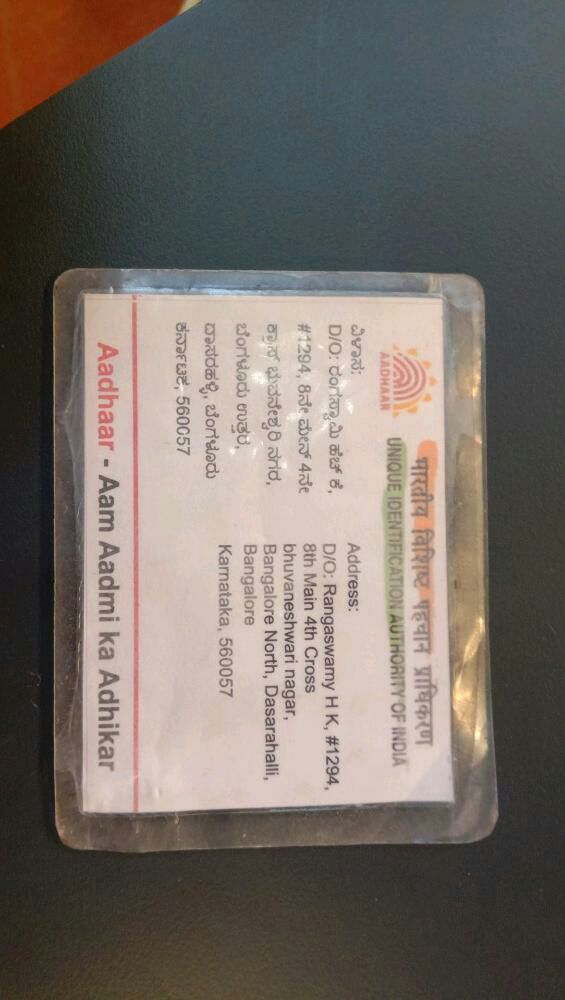 भारतीय विशिष्ट पहचान प्राधिकरण
UNIQUE IDENTIFICATION AUTHORITY OF INDIA
AADHAAR
ವಿಳಾಸ:
D/O: ರಂಗಸ್ವಾಮಿ ಹೆಚ್ ಕೆ,
#1294, 8ನೇ ಮೇನ್ 4ನೇ
ಕ್ರಾಸ್, ಭುವನೇಶ್ವರಿ ನಗರ,
ಬೆಂಗಳೂರು ಉತ್ತರ,
ದಾಸರಹಳ್ಳಿ, ಬೆಂಗಳೂರು
ಕರ್ನಾಟಕ, 560057
Address:
D/O: Rangaswamy H K, #1294,
8th Main 4th Cross
bhuvaneshwari nagar,
Bangalore North, Dasarahalli,
Bangalore
Karnataka, 560057
Aadhaar - Aam Aadmi ka Adhikar